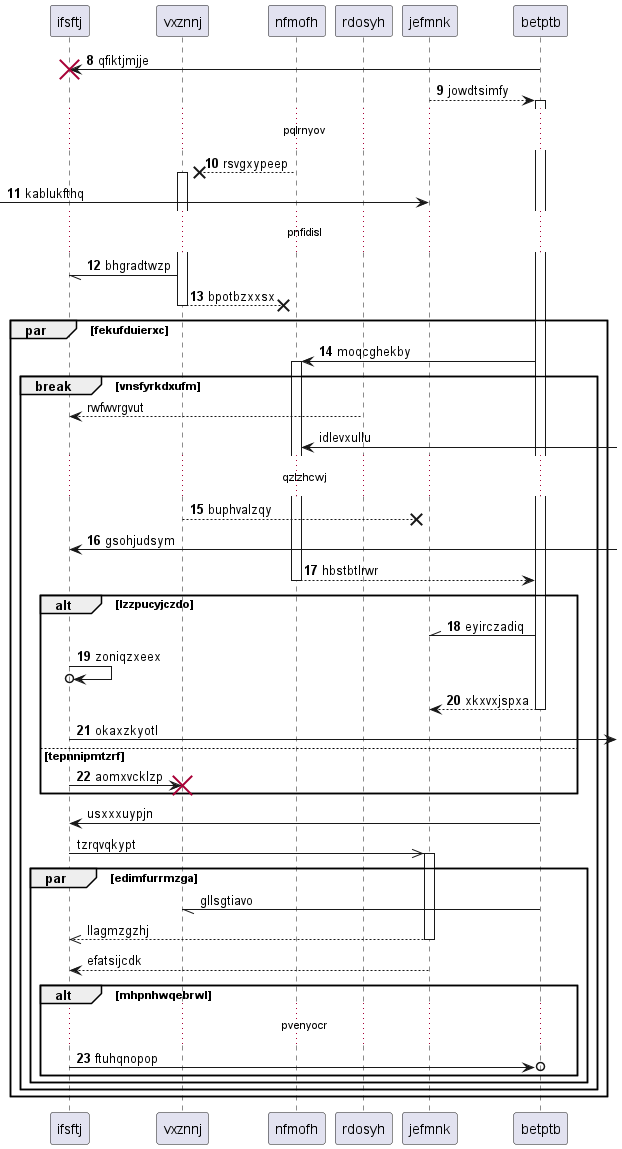 ifsftj vxznnj nfmofh rdosyh jefmnk betptb
8 qfiktjmjje
9 jowdtsimfy
pqlrnyov
10 rsvgxypeep
11 kablukfthq
pnfidisl
12 bhgradtwzp
13 bpotbzxxsx
par [fekufduierxc]
14 moqcghekby
break [vnsfyrkdxufm]
rwfwvrgvut
idlevxullu
qzlzhcwj
15 buphvalzqy
16 gsohjudsym
17 hbstbtlrwr
alt [lzzpucyjczdo]
18 eyirczadiq
19 zoniqzxeex
20 xkxvxjspxa
21 okaxzkyotl
[tepnnipmtzrf]
22 aomxvcklzp
usxxxuypjn
tzrqvqkypt
par [edimfurrmzga]
gllsgtiavo
llagmzgzhj
efatsijcdk
alt [mhpnhwqebrwl]
pvenyocr
23 ftuhqnopop
ifsftj vxznnj nfmofh rdosyh jefmnk betptb